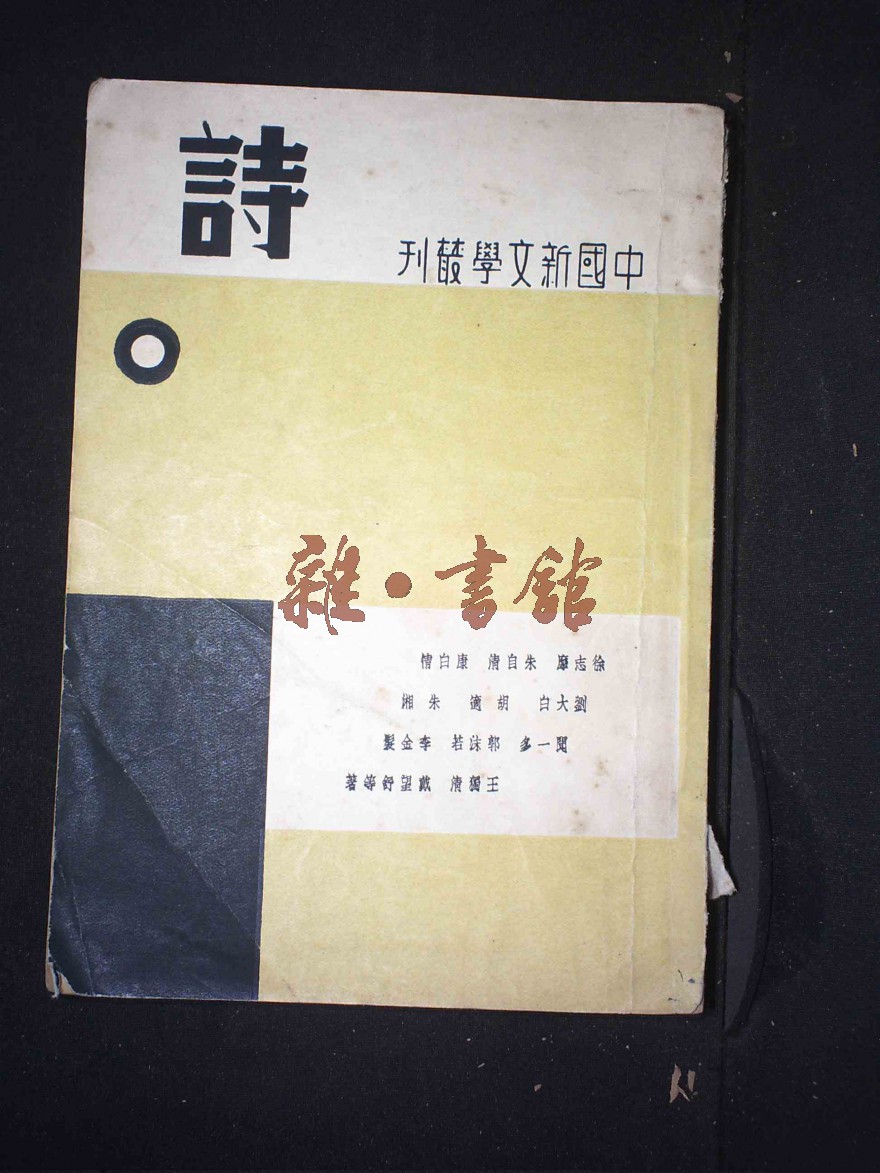 詩
中國新文學叢刊
雜·書館
徐志摩 朱自清 康白情
劉大白 胡適 朱湘
聞一多 郭沫若 李金髮
王獨清 戴望舒等著